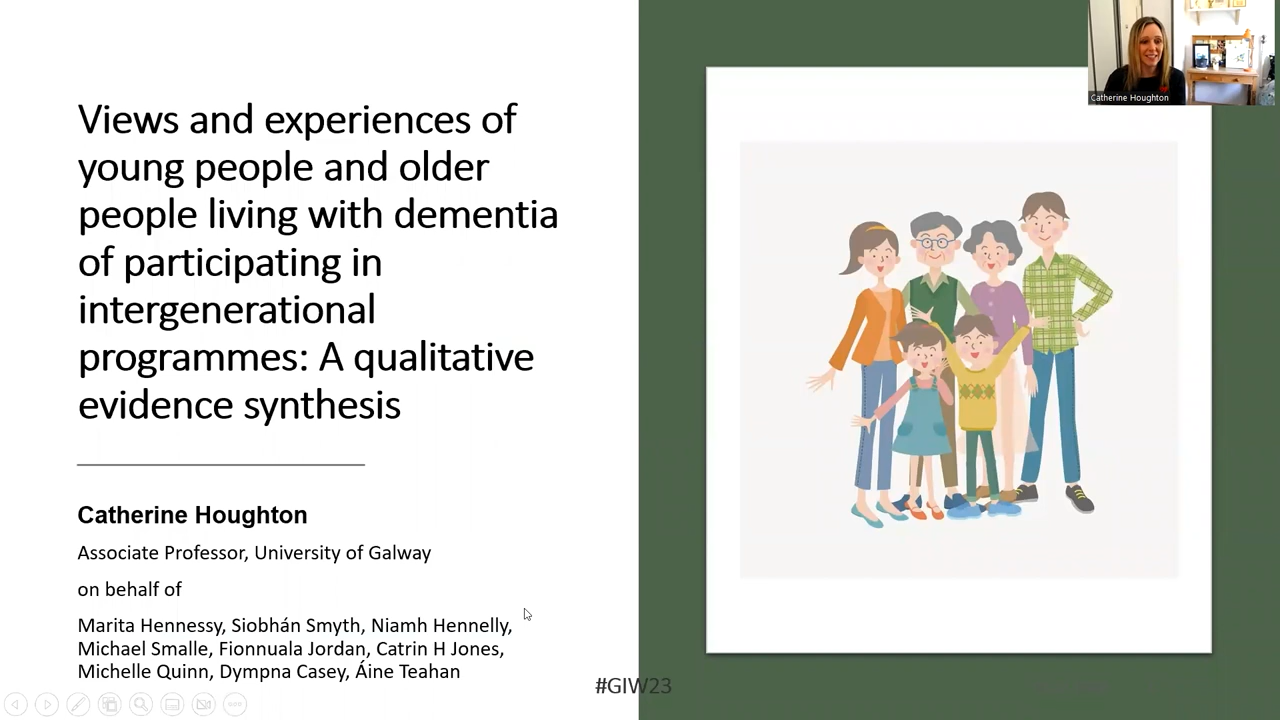 Views and experiences of
young people and older
people living with dementia
of participating in
intergenerational
programmes: A qualitative
evidence synthesis
Catherine Houghton
Associate Professor, University of Galway
on behalf of
Marita Hennessy, Siobhán Smyth, Niamh Hennelly,
Michael Smalle, Fionnuala Jordan, Catrin H Jones,
Michelle Quinn, Dympna Casey, Áine Teahan
#GIW23
Catherine Houghton